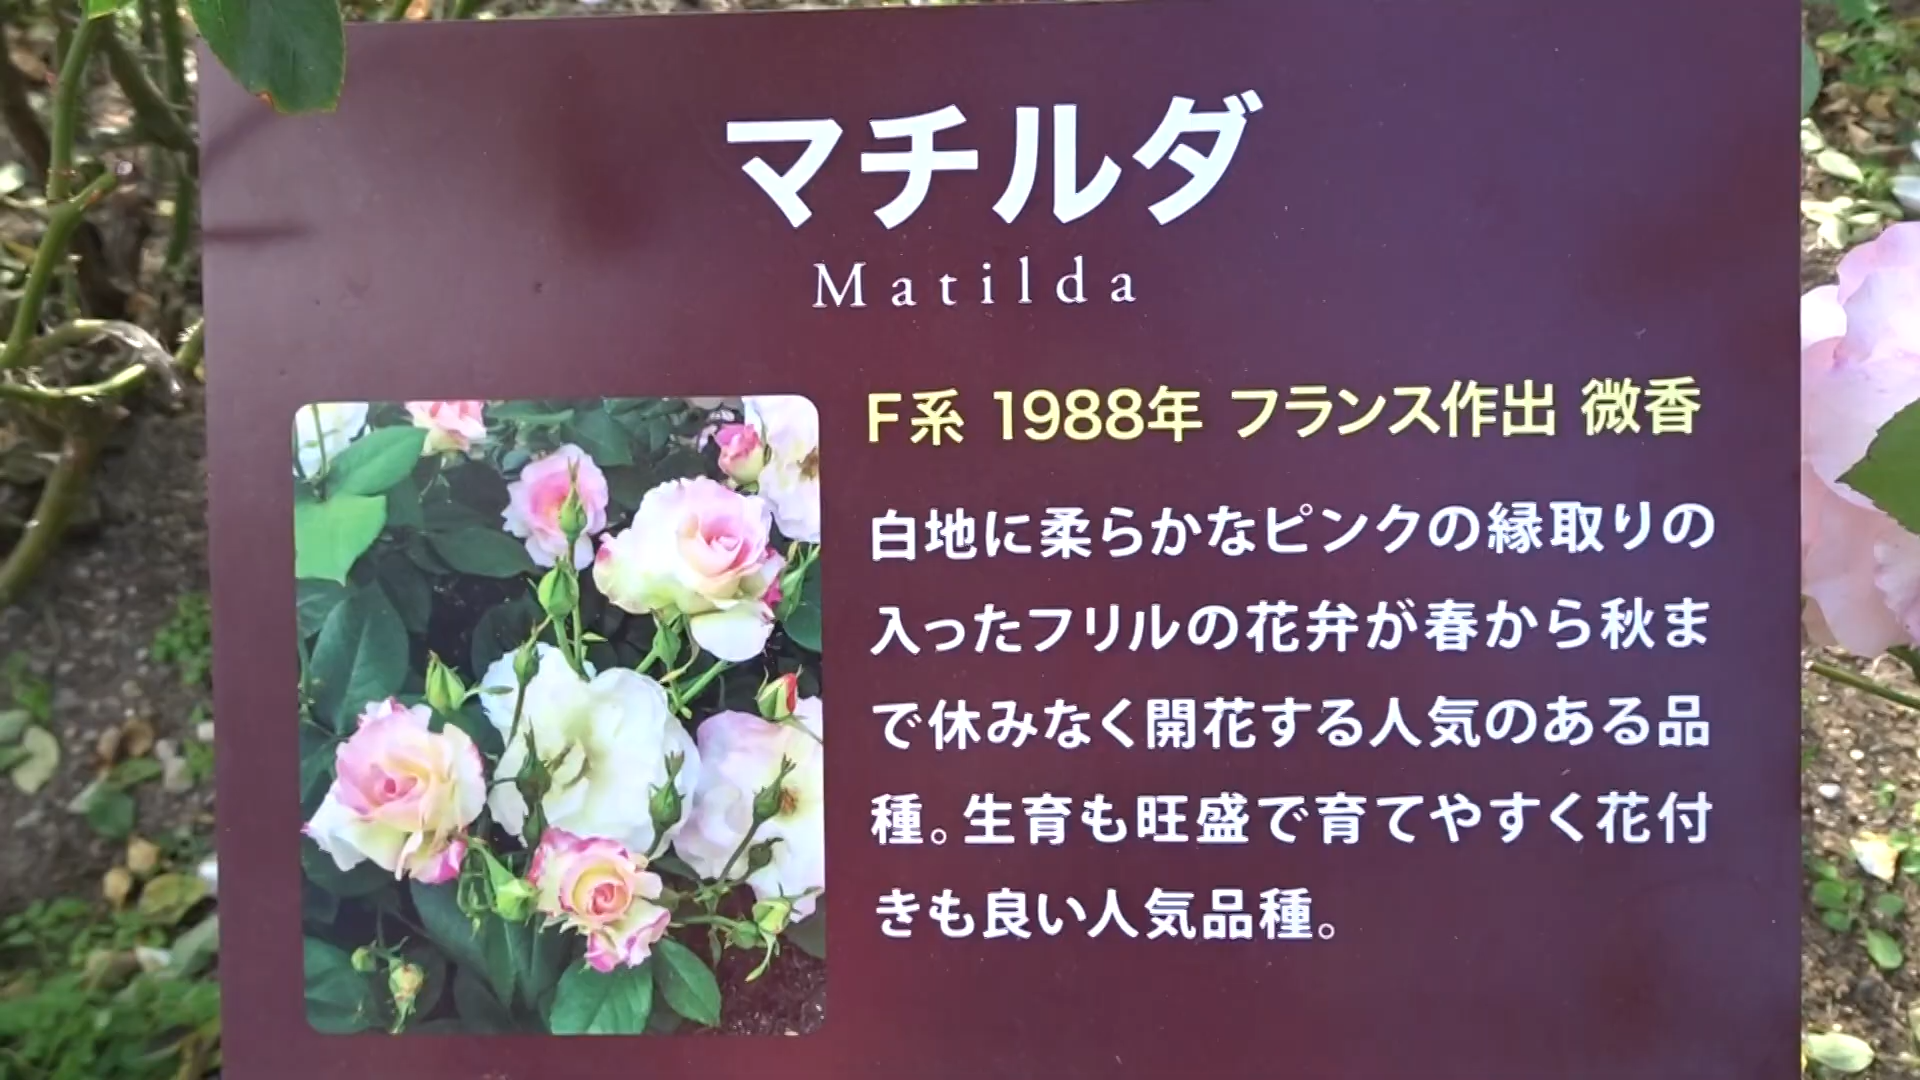 マチルダ
Matilda
F系 1988年 フランス作出 微香
白地に柔らかなピンクの縁取りの
入ったフリルの花弁が春から秋ま
で休みなく開花する人気のある品
種。生育も旺盛で育てやすく花付
きも良い人気品種。